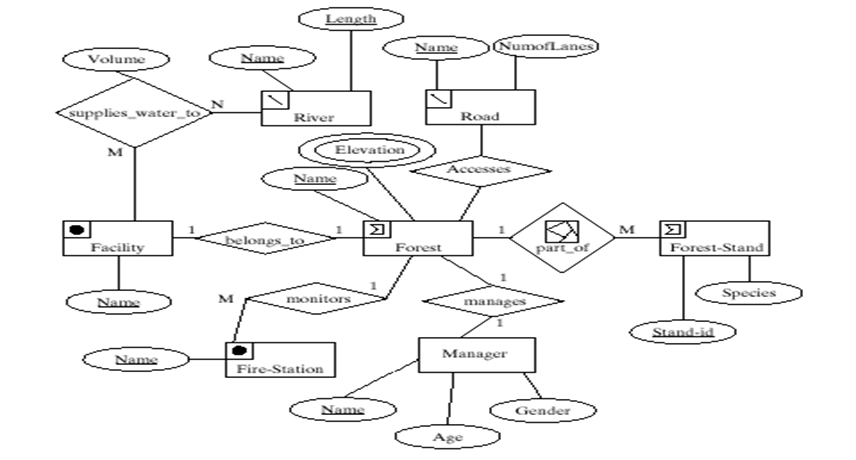 Length
Name
NumofLanes
Volume
Name
supplies_water_to
N
River
Road
M
Elevation
Accesses
Name
1
1
1
M
Facility
belongs_to
Forest
part_of
Forest-Stand
1
M
monitors
1
manages
Species
Name
1
Stand-id
Name
Fire-Station
Manager
Name
Gender
Age